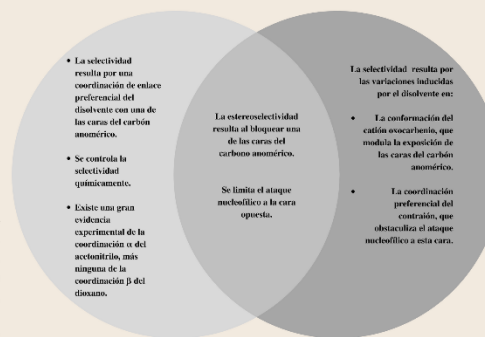 • La selectividad
resulta por una
coordinación de enlace
preferencial del
disolvente con una de
las caras del carbón
anomérico.
• Se controla la
selectividad
químicamente.
• Existe una gran
evidencia
experimental de la
coordinación α del
acetonitrilo, más
ninguna de la
coordinación β del
dioxano.
La estereoselectividad
resulta al bloquear una
de las caras del
carbono anomérico.
Se limita el ataque
nucleofílico a la cara
opuesta.
La selectividad resulta por
las variaciones inducidas
por el disolvente en:
• La conformación del
catión oxocarbenio, que
modula la exposición de
las caras del carbón
anomérico.
• La coordinación
preferencial del
contraión, que
obstaculiza el ataque
nucleofílico a esta cara.